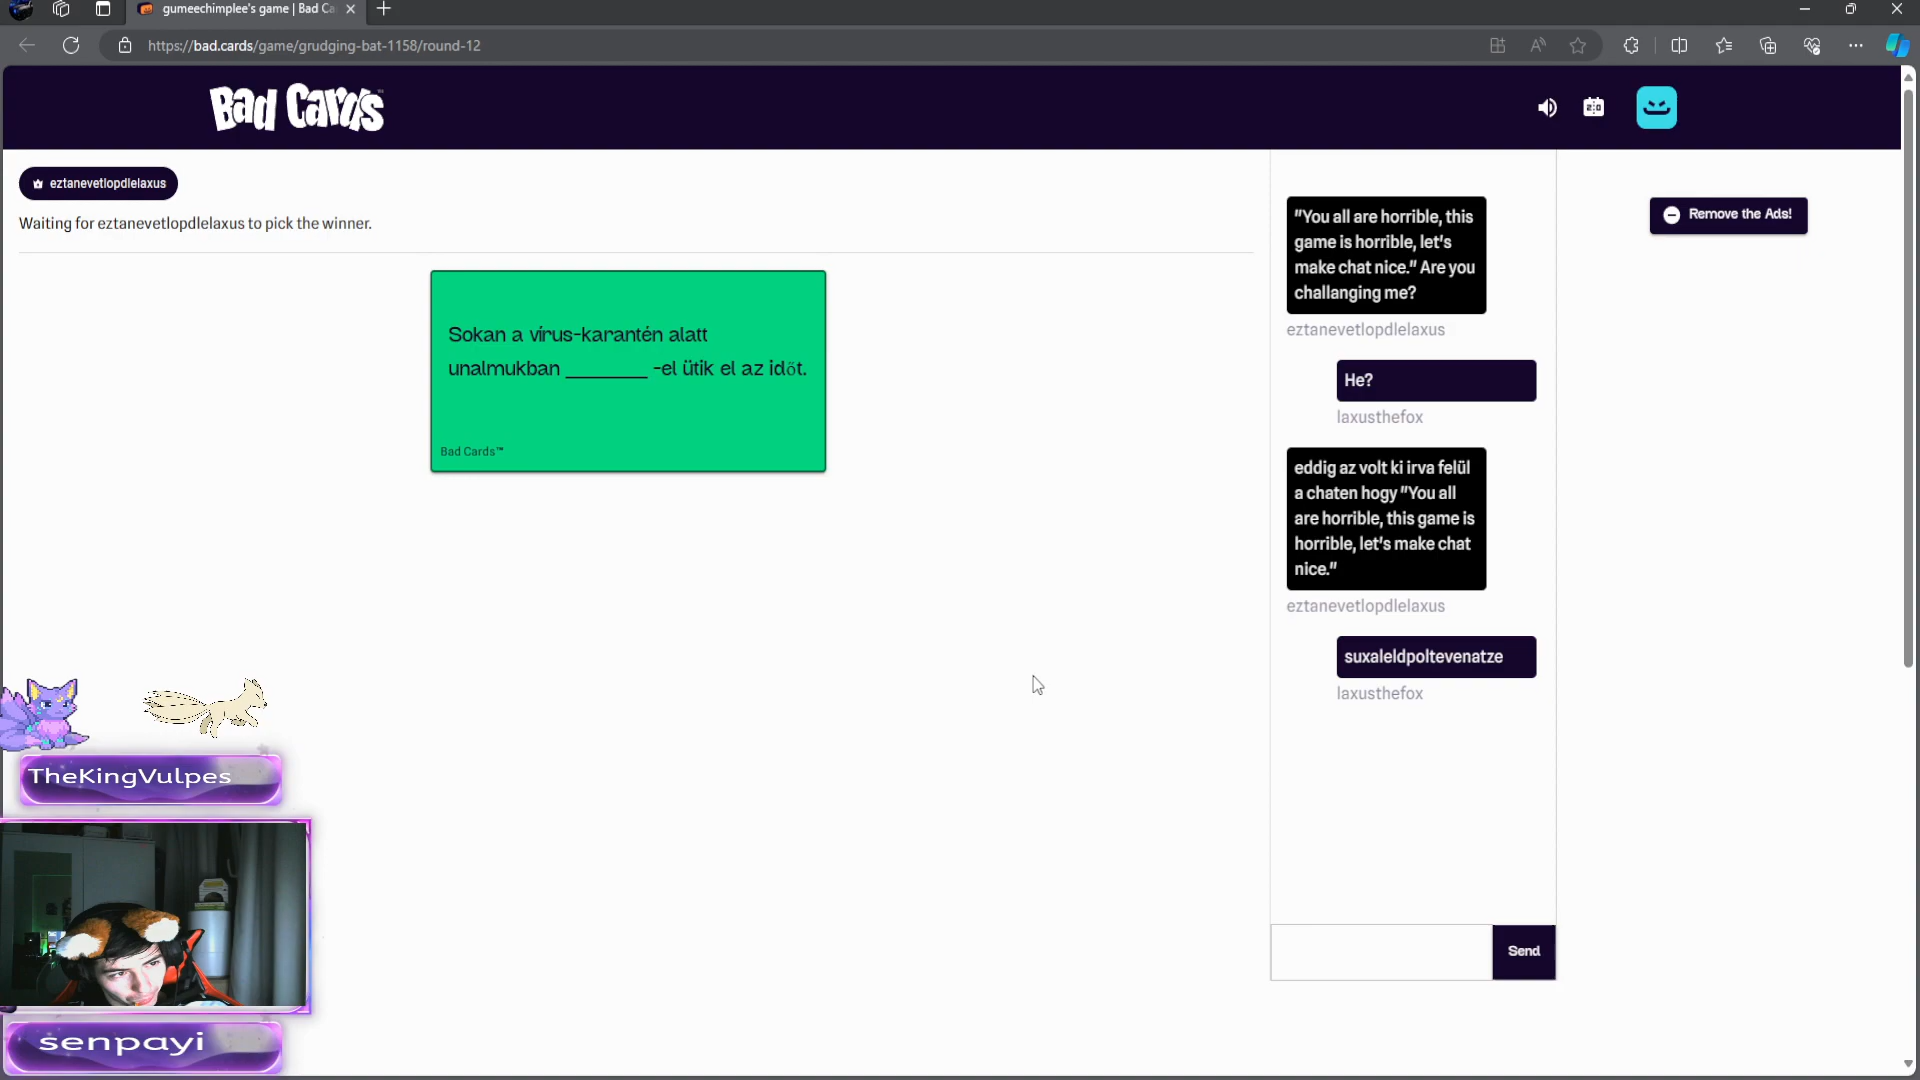 gumeechimplee's game | Bad Ca
https://bad.cards/game/grudging-bat-1158/round-12
Bad Cards
eztanevetlopdlelaxus
Waiting for eztanevetlopdlelaxus to pick the winner.
Sokan a vírus-karantén alatt
unalmukban _______ -el ütik el az időt.
Bad Cards™
"You all are horrible, this
game is horrible, let's
make chat nice." Are you
challanging me?
eztanevetlopdlelaxus
He?
laxusthefox
eddig az volt ki irva felül
a chaten hogy "You all
are horrible, this game is
horrible, let's make chat
nice."
eztanevetlopdlelaxus
suxaleldpoltevenatze
laxusthefox
Send
Remove the Ads!
TheKingVulpes
senpayi